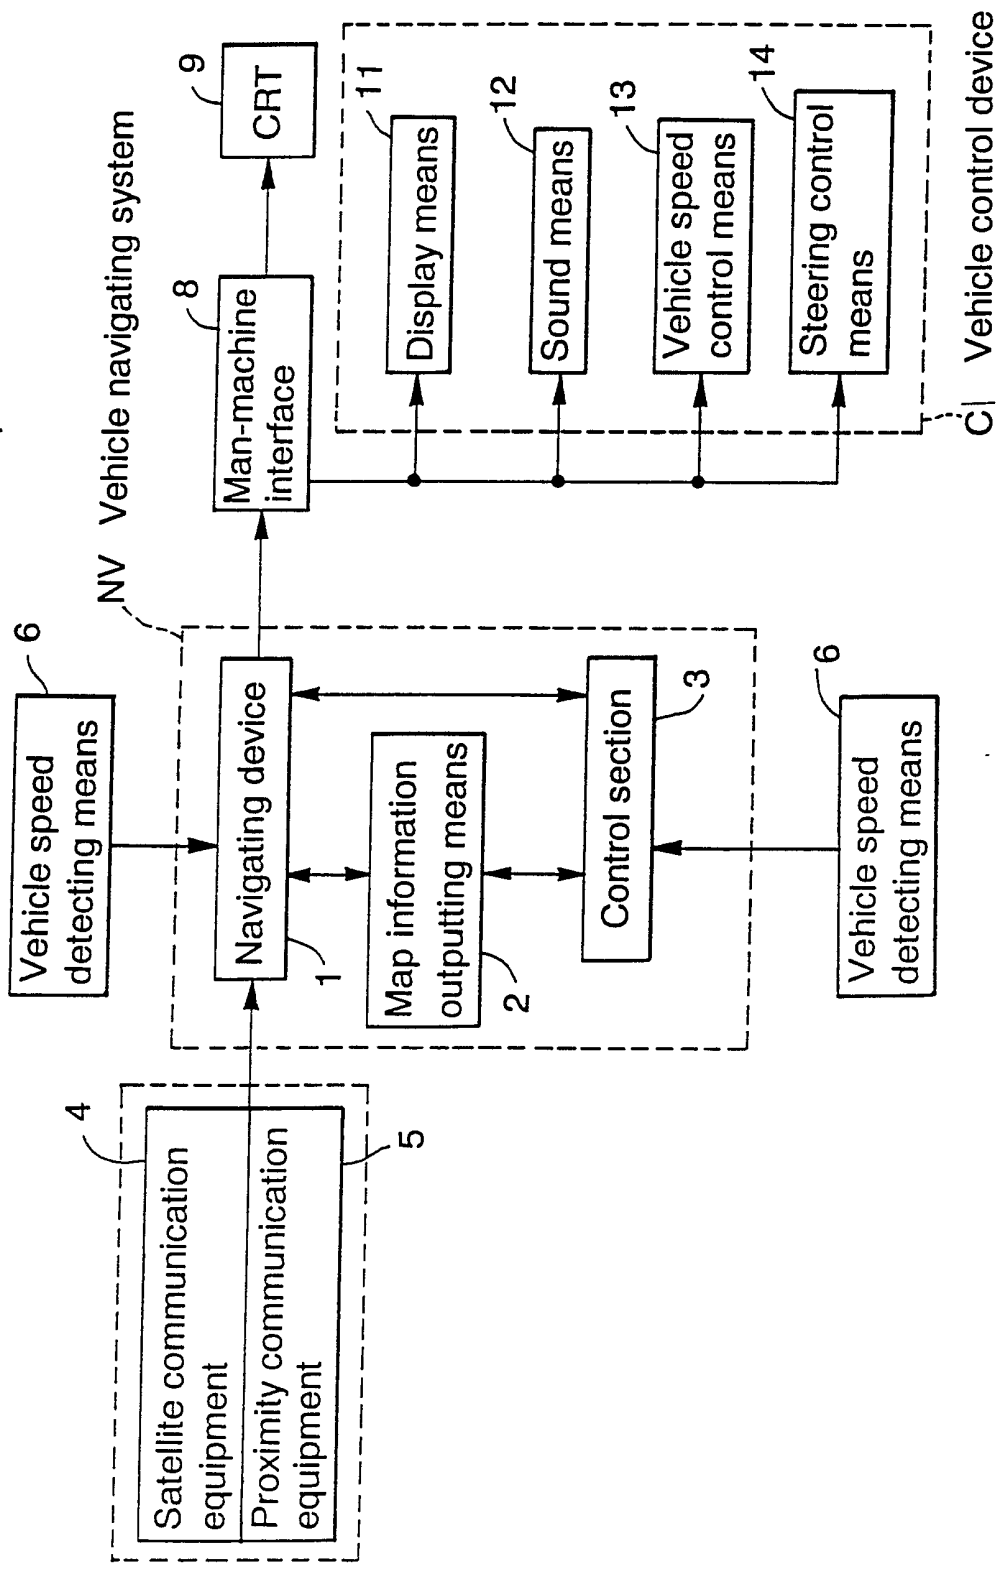 4
Satellite communication
equipment
Proximity communication
equipment
5
Vehicle speed
detecting means
6
NV Vehicle navigating system
Navigating device
1
Map information
outputting means
2
Control section
3
Vehicle speed
detecting means
6
Man-machine
interface
8
CRT
9
Display means
11
Sound means
12
Vehicle speed
control means
13
Steering control
means
14
C Vehicle control device